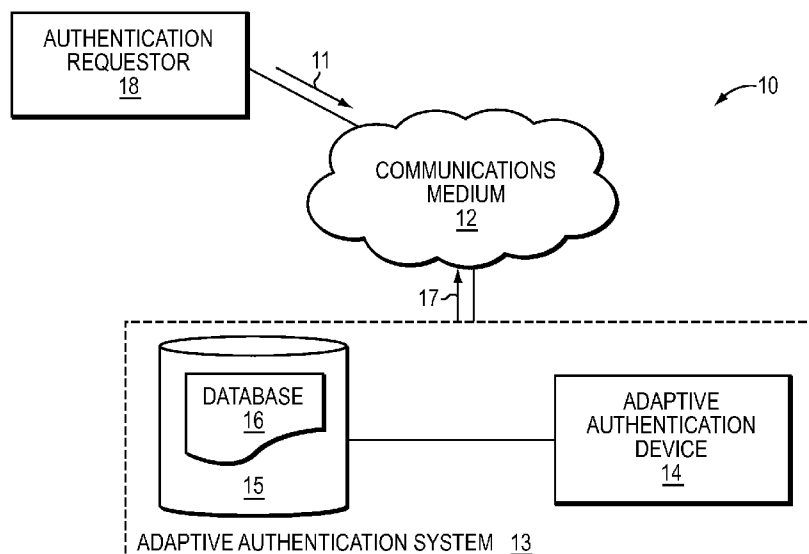 AUTHENTICATION
REQUESTOR
18
11
10
COMMUNICATIONS
MEDIUM
12
17
DATABASE
16
15
ADAPTIVE
AUTHENTICATION
DEVICE
14
ADAPTIVE AUTHENTICATION SYSTEM 13